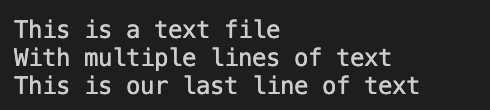 This is a text file
With multiple lines of text
This is our last line of text